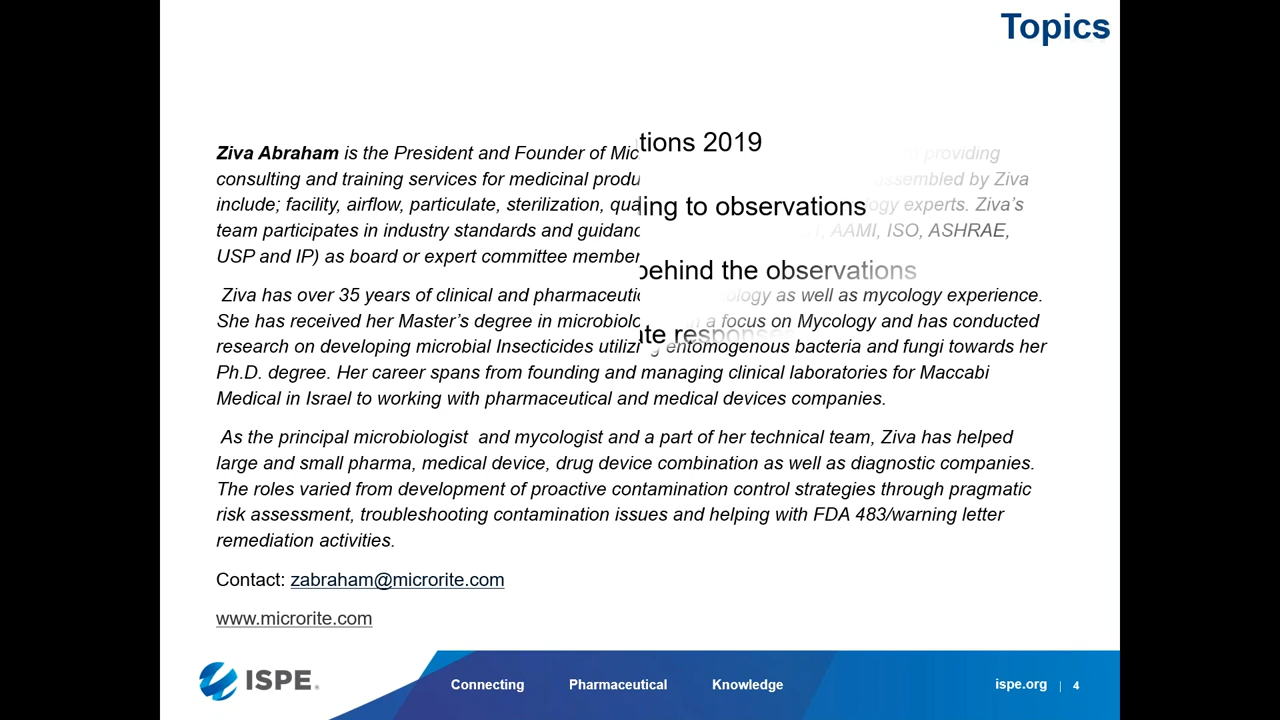 Topics
tions 2019
Ziva Abraham is the President and Founder of Mic providing
consulting and training services for medicinal produ assembled by Ziva
include; facility, airflow, particulate, sterilization, qua ogy experts. Ziva's
ling to observations
team participates in industry standards and guidanc AAMI, ISO, ASHRAE,
USP and IP) as board or expert committee member
behind the observations
Ziva has over 35 years of clinical and pharmaceutic ology as well as mycology experience.
She has received her Master's degree in microbiolo a focus on Mycology and has conducted
ate respons
research on developing microbial Insecticides utilizi g entomogenous bacteria and fungi towards her
Ph.D. degree. Her career spans from founding and managing clinical laboratories for Maccabi
Medical in Israel to working with pharmaceutical and medical devices companies.
As the principal microbiologist and mycologist and a part of her technical team, Ziva has helped
large and small pharma, medical device, drug device combination as well as diagnostic companies.
The roles varied from development of proactive contamination control strategies through pragmatic
risk assessment, troubleshooting contamination issues and helping with FDA 483/warning letter
remediation activities.
Contact: zabraham@microrite.com
www.microrite.com
ISPE.
Connecting Pharmaceutical Knowledge
ispe.org | 4